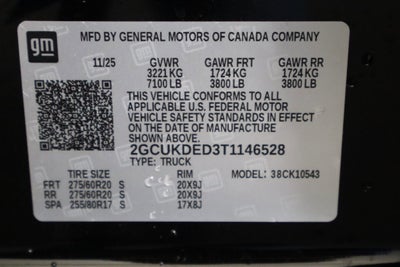 gm
MFD BY GENERAL MOTORS OF CANADA COMPANY
11/25 GVWR GAWR FRT GAWR RR
3221 KG 1724 KG 1724 KG
7100 LB 3800 LB 3800 LB
THIS VEHICLE CONFORMS TO ALL
APPLICABLE U.S. FEDERAL MOTOR
VEHICLE SAFETY STANDARDS IN EFFECT
ON THE DATE OF MANUFACTURE
SHOWN ABOVE.
2GCUKDED3T1146528
TYPE: TRUCK
TIRE SIZE RIM MODEL: 38CK10543
FRT 275/60R20 S 20X9J
RR 275/60R20 S 20X9J
SPA 255/80R17 S 17X8J